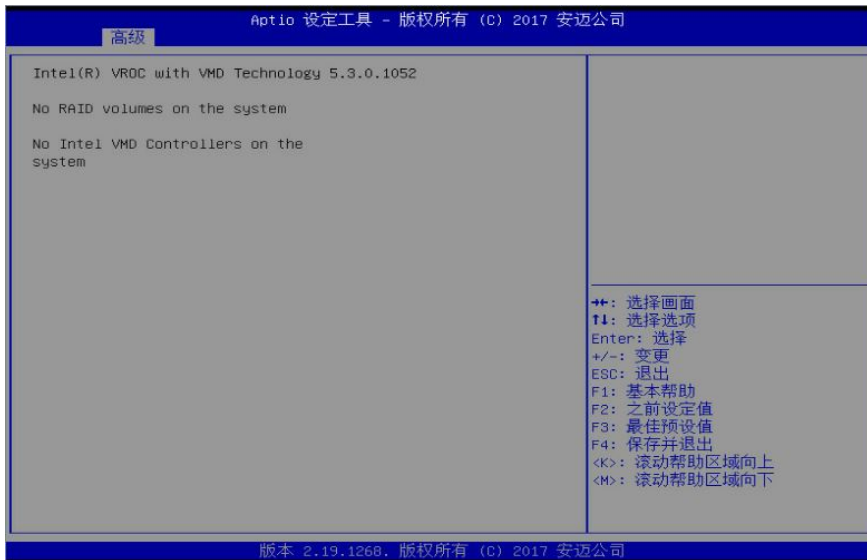 Aptio 设定工具 - 版权所有 (C) 2017 安迈公司
高级
Intel(R) VROC with VMD Technology 5.3.0.1052
No RAID volumes on the system
No Intel VMD Controllers on the
system
→←: 选择画面
↑↓: 选择选项
Enter: 选择
+/-: 变更
ESC: 退出
F1: 基本帮助
F2: 之前设定值
F3: 最佳预设值
F4: 保存并退出
<K>: 滚动帮助区域向上
<M>: 滚动帮助区域向下
版本 2.19.1268. 版权所有 (C) 2017 安迈公司